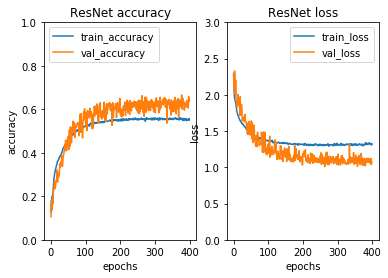 ResNet accuracy
1.0
0.8
0.6
0.4
0.2
0.0
accuracy
train_accuracy
val_accuracy
0 100 200 300 400
epochs
ResNet loss
3.0
2.5
2.0
1.5
1.0
0.5
0.0
loss
train_loss
val_loss
0 100 200 300 400
epochs